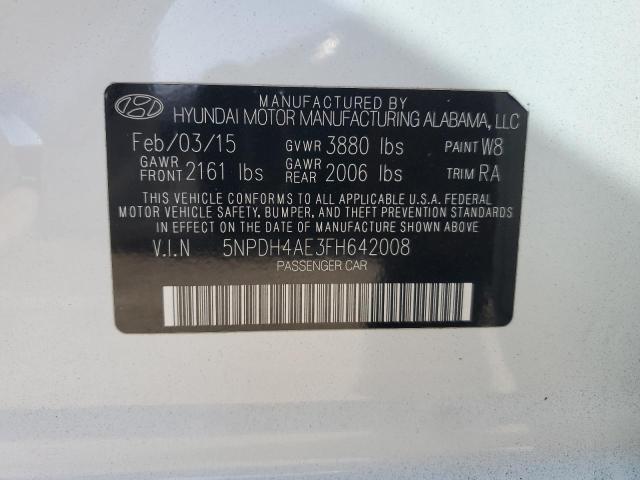 MANUFACTURED BY
HYUNDAI MOTOR MANUFACTURING ALABAMA, LLC
Feb/03/15 GVWR 3880 lbs PAINT W8
GAWR FRONT 2161 lbs GAWR REAR 2006 lbs TRIM RA
THIS VEHICLE CONFORMS TO ALL APPLICABLE U.S.A. FEDERAL
MOTOR VEHICLE SAFETY, BUMPER, AND THEFT PREVENTION STANDARDS
IN EFFECT ON THE DATE OF MANUFACTURE SHOWN ABOVE.
V.I.N 5NPDH4AE3FH642008
PASSENGER CAR